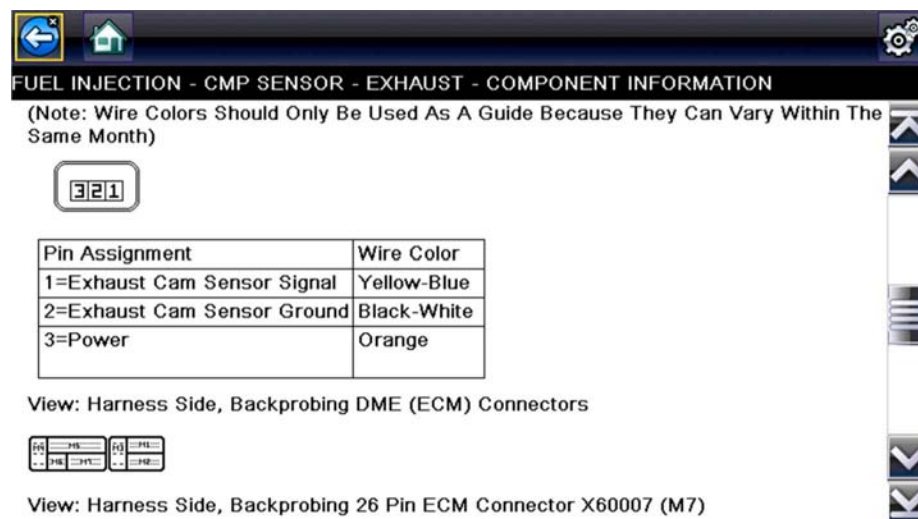 FUEL INJECTION - CMP SENSOR - EXHAUST - COMPONENT INFORMATION
(Note: Wire Colors Should Only Be Used As A Guide Because They Can Vary Within The
Same Month)
3 2 1
Pin Assignment Wire Color
1=Exhaust Cam Sensor Signal Yellow-Blue
2=Exhaust Cam Sensor Ground Black-White
3=Power Orange
View: Harness Side, Backprobing DME (ECM) Connectors
View: Harness Side, Backprobing 26 Pin ECM Connector X60007 (M7)